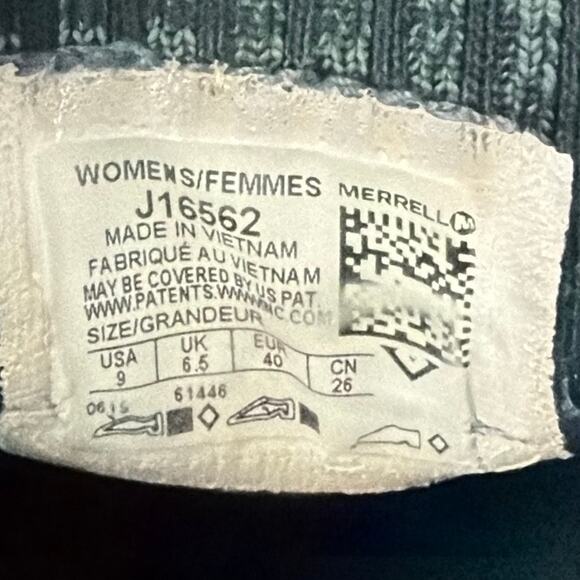 WOMENS/FEMMES
MERRELL
J16562
MADE IN VIETNAM
FABRIQUÉ AU VIETNAM
MAY BE COVERED BY US PAT.
SIZE/GRANDEUR
USA UK EUR CN
9 6.5 40 26
61446